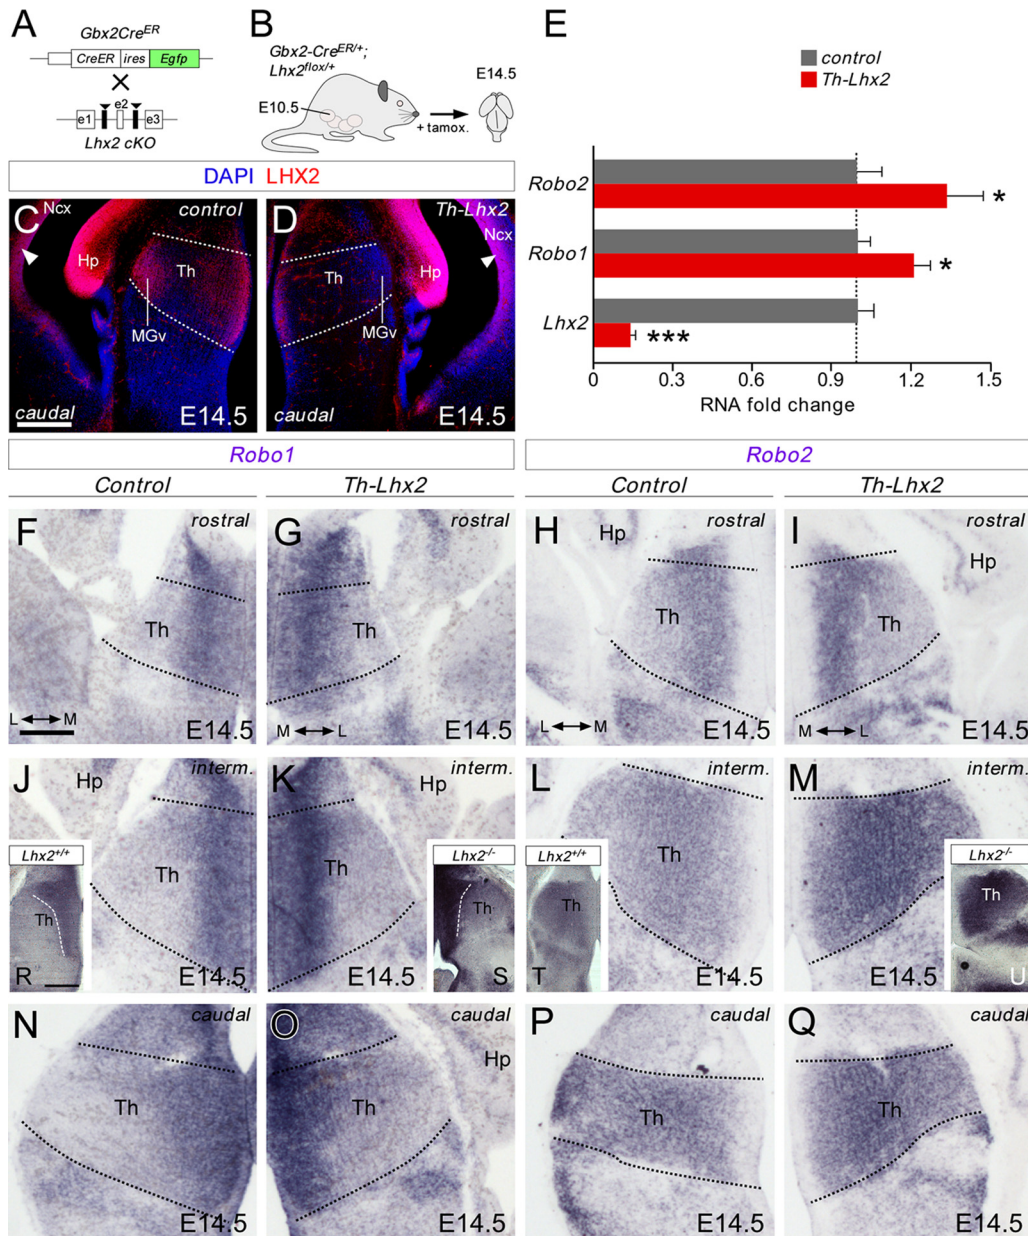 A
Gbx2Cre^ER
CreER ires Egfp
e2
e1 e3
Lhx2 cKO
B
Gbx2-Cre^ER/+;
Lhx2^flox/+
E14.5
E10.5
+ tamox.
DAPI LHX2
C Ncx control
Hp
Th
MGv
caudal E14.5
D Th-Lhx2
Ncx
Th
Hp
MGv
caudal E14.5
E
control
Th-Lhx2
Robo2
*
Robo1
*
Lhx2
***
0 0.3 0.6 0.9 1.2 1.5
RNA fold change
Robo1
Control Th-Lhx2
Robo2
Control Th-Lhx2
F rostral
Th
L M
E14.5
G rostral
Th
M L
E14.5
H rostral
Hp
Th
L M
E14.5
I rostral
Hp
Th
M L
E14.5
J interm.
Hp
Th
E14.5
Lhx2^+/+
Th
R
K interm.
Hp
Th
E14.5
Lhx2^-/-
Th
S
L interm.
Th
E14.5
Lhx2^+/+
Th
T
M interm.
Th
E14.5
Lhx2^-/-
Th
U
N caudal
Th
E14.5
O caudal
Hp
Th
E14.5
P caudal
Th
E14.5
Q caudal
Th
E14.5